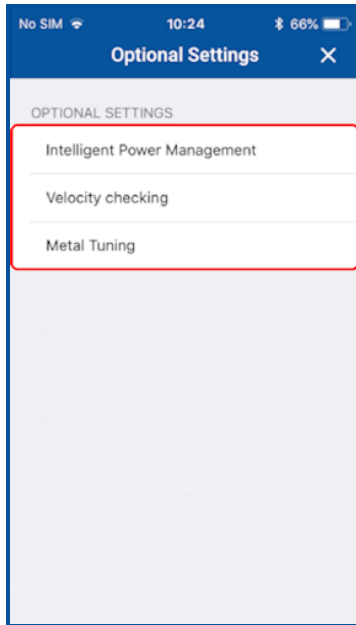 No SIM 10:24 66%
Optional Settings
OPTIONAL SETTINGS
Intelligent Power Management
Velocity checking
Metal Tuning